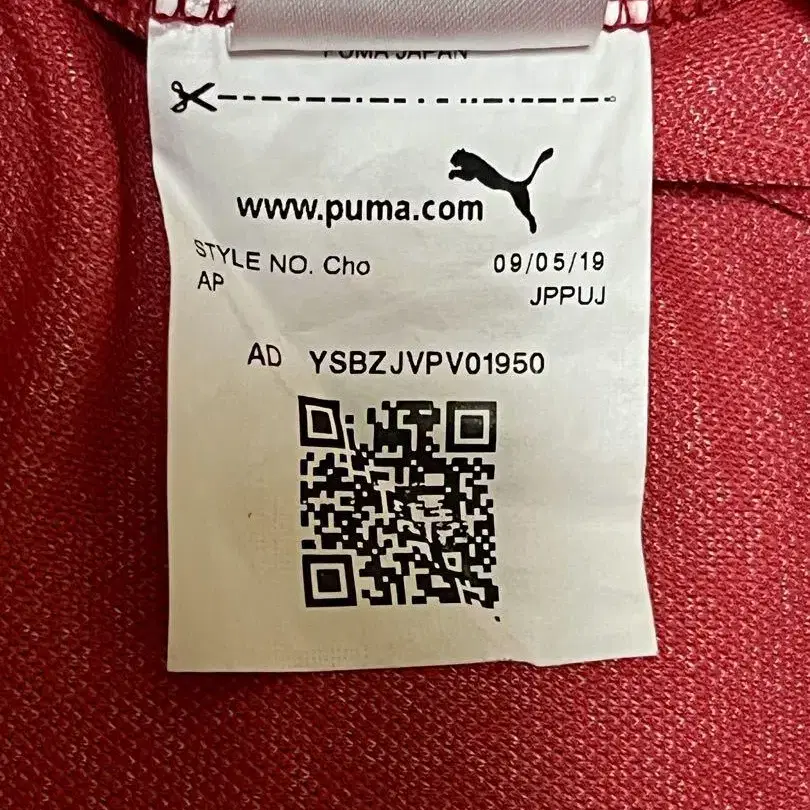 PUMA JAPAN
www.puma.com
STYLE NO. Cho 09/05/19
AP JPPUJ
AD YSBZJVPV01950